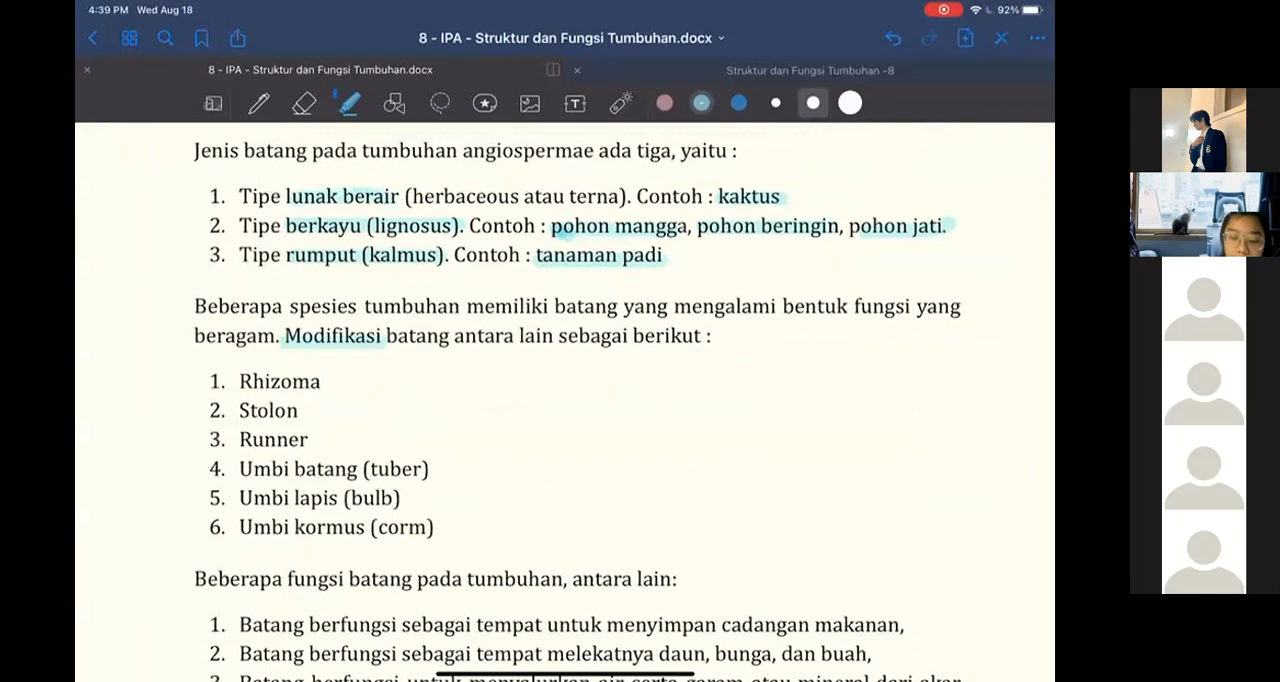 4:39 PM Wed Aug 18
92%
8 - IPA - Struktur dan Fungsi Tumbuhan.docx
8 - IPA - Struktur dan Fungsi Tumbuhan.docx
Struktur dan Fungsi Tumbuhan -8
Jenis batang pada tumbuhan angiospermae ada tiga, yaitu :
1. Tipe lunak berair (herbaceous atau terna). Contoh : kaktus
2. Tipe berkayu (lignosus). Contoh : pohon mangga, pohon beringin, pohon jati.
3. Tipe rumput (kalmus). Contoh : tanaman padi
Beberapa spesies tumbuhan memiliki batang yang mengalami bentuk fungsi yang
beragam. Modifikasi batang antara lain sebagai berikut :
1. Rhizoma
2. Stolon
3. Runner
4. Umbi batang (tuber)
5. Umbi lapis (bulb)
6. Umbi kormus (corm)
Beberapa fungsi batang pada tumbuhan, antara lain:
1. Batang berfungsi sebagai tempat untuk menyimpan cadangan makanan,
2. Batang berfungsi sebagai tempat melekatnya daun, bunga, dan buah,